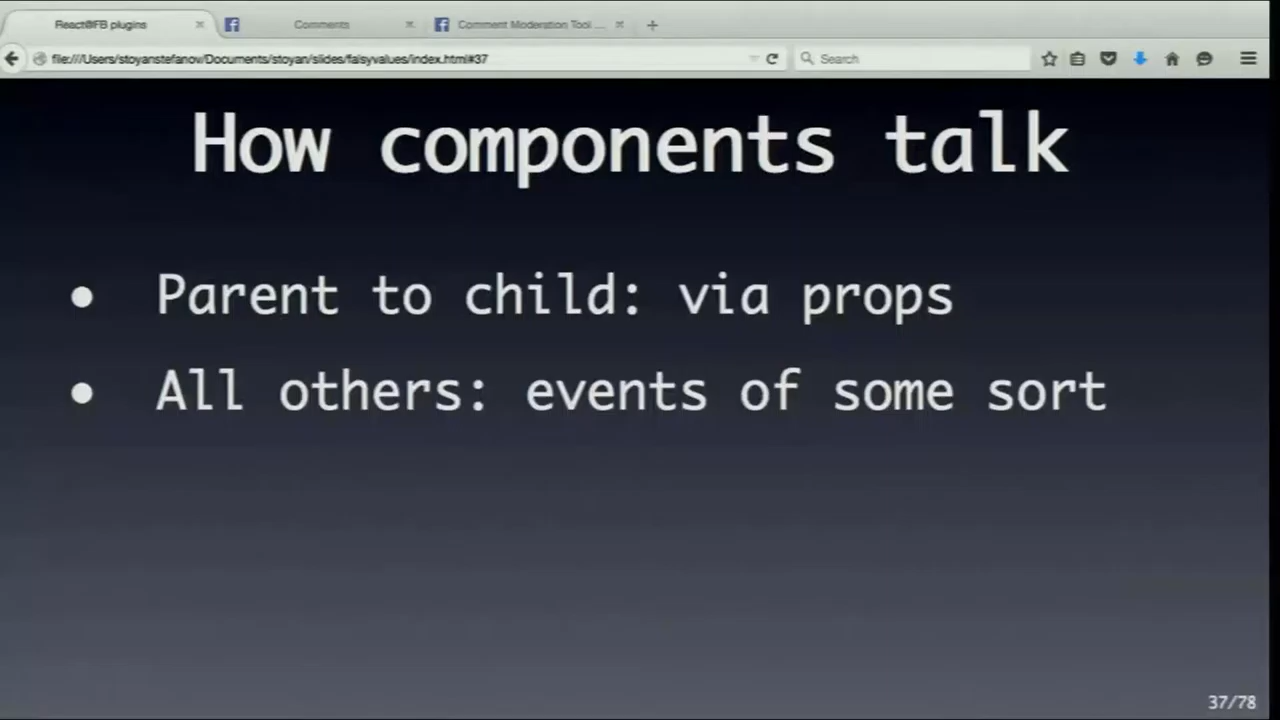 React@FB plugins
Comments
Comment Moderation Tool ...
file:///Users/stoyanstefanov/Documents/stoyan/slides/falsyvalues/index.html#37
Search
How components talk
• Parent to child: via props
• All others: events of some sort
37/78